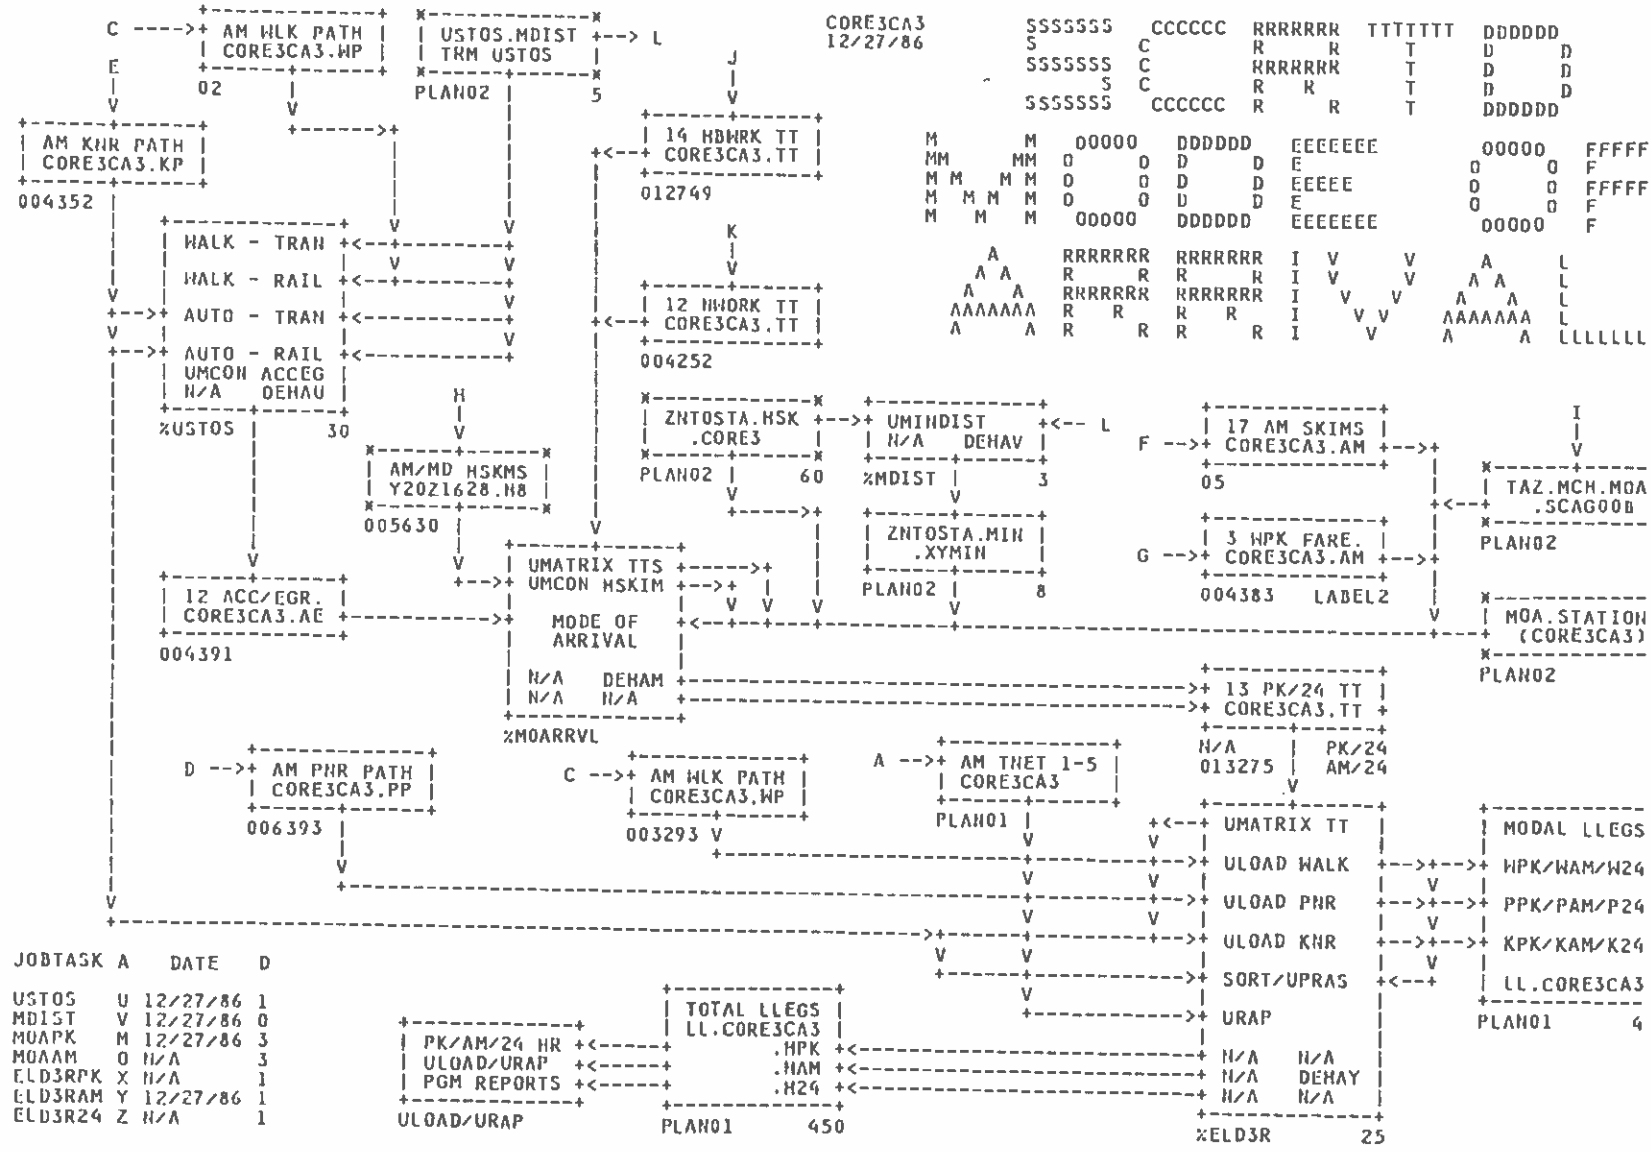 CORE3CA3
12/27/86
SCRTD
MODE OF
ARRIVAL
C
AM WLK PATH
CORE3CA3.WP
02
USTOS.MDIST
TRM USTOS
L
PLAN02 5
E
AM KNR PATH
CORE3CA3.KP
004352
J
14 HBWRK TT
CORE3CA3.TT
012749
K
12 NWORK TT
CORE3CA3.TT
004252
WALK - TRAN
WALK - RAIL
AUTO - TRAN
AUTO - RAIL
UMCON ACCEG
N/A DEHAU
%USTOS 30
H
AM/MD HSKMS
Y20Z1628.H8
005630
ZNTOSTA.HSK
.CORE3
PLAN02 60
UMINDIST
N/A DEHAV
L
%MDIST 3
ZNTOSTA.MIN
.XYMIN
PLAN02 8
F
17 AM SKIMS
CORE3CA3.AM
05
G
3 WPK FARE.
CORE3CA3.AM
004383 LABEL2
I
TAZ.MCH.MOA
.SCAG00B
PLAN02
MOA.STATION
(CORE3CA3)
PLAN02
12 ACC/EGR.
CORE3CA3.AE
004391
UMATRIX TTS
UMCON HSKIM
MODE OF
ARRIVAL
N/A DEHAM
N/A N/A
%MOARRVL
13 PK/24 TT
CORE3CA3.TT
N/A PK/24
013275 AM/24
D
AM PNR PATH
CORE3CA3.PP
006393
C
AM WLK PATH
CORE3CA3.WP
003293
A
AM TNET 1-5
CORE3CA3
PLAN01
UMATRIX TT
ULOAD WALK
ULOAD PNR
ULOAD KNR
SORT/UPRAS
URAP
N/A N/A
N/A DEHAY
N/A N/A
%ELD3R 25
MODAL LLEGS
WPK/WAM/W24
PPK/PAM/P24
KPK/KAM/K24
LL.CORE3CA3
PLAN01 4
JOBTASK A DATE D
USTOS U 12/27/86 1
MDIST V 12/27/86 0
MOAPK M 12/27/86 3
MOAAM O N/A 3
ELD3RPK X N/A 1
ELD3RAM Y 12/27/86 1
ELD3R24 Z N/A 1
PK/AM/24 HR
ULOAD/URAP
PGM REPORTS
ULOAD/URAP
TOTAL LLEGS
LL.CORE3CA3
.HPK
.HAM
.H24
PLAN01 450